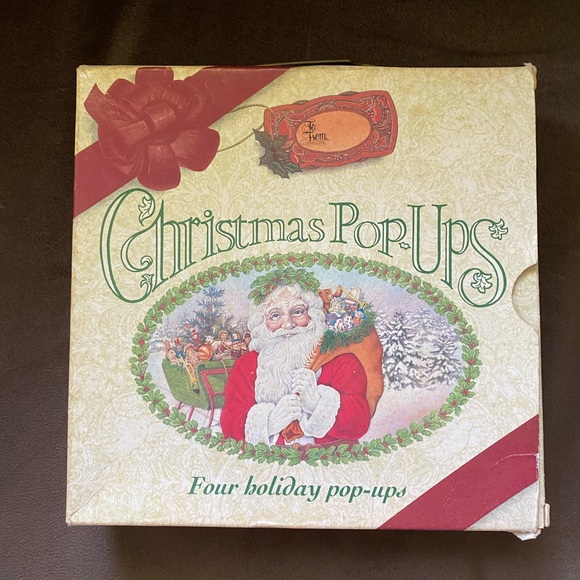 To:
From:
Christmas Pop-Ups
Four holiday pop-ups